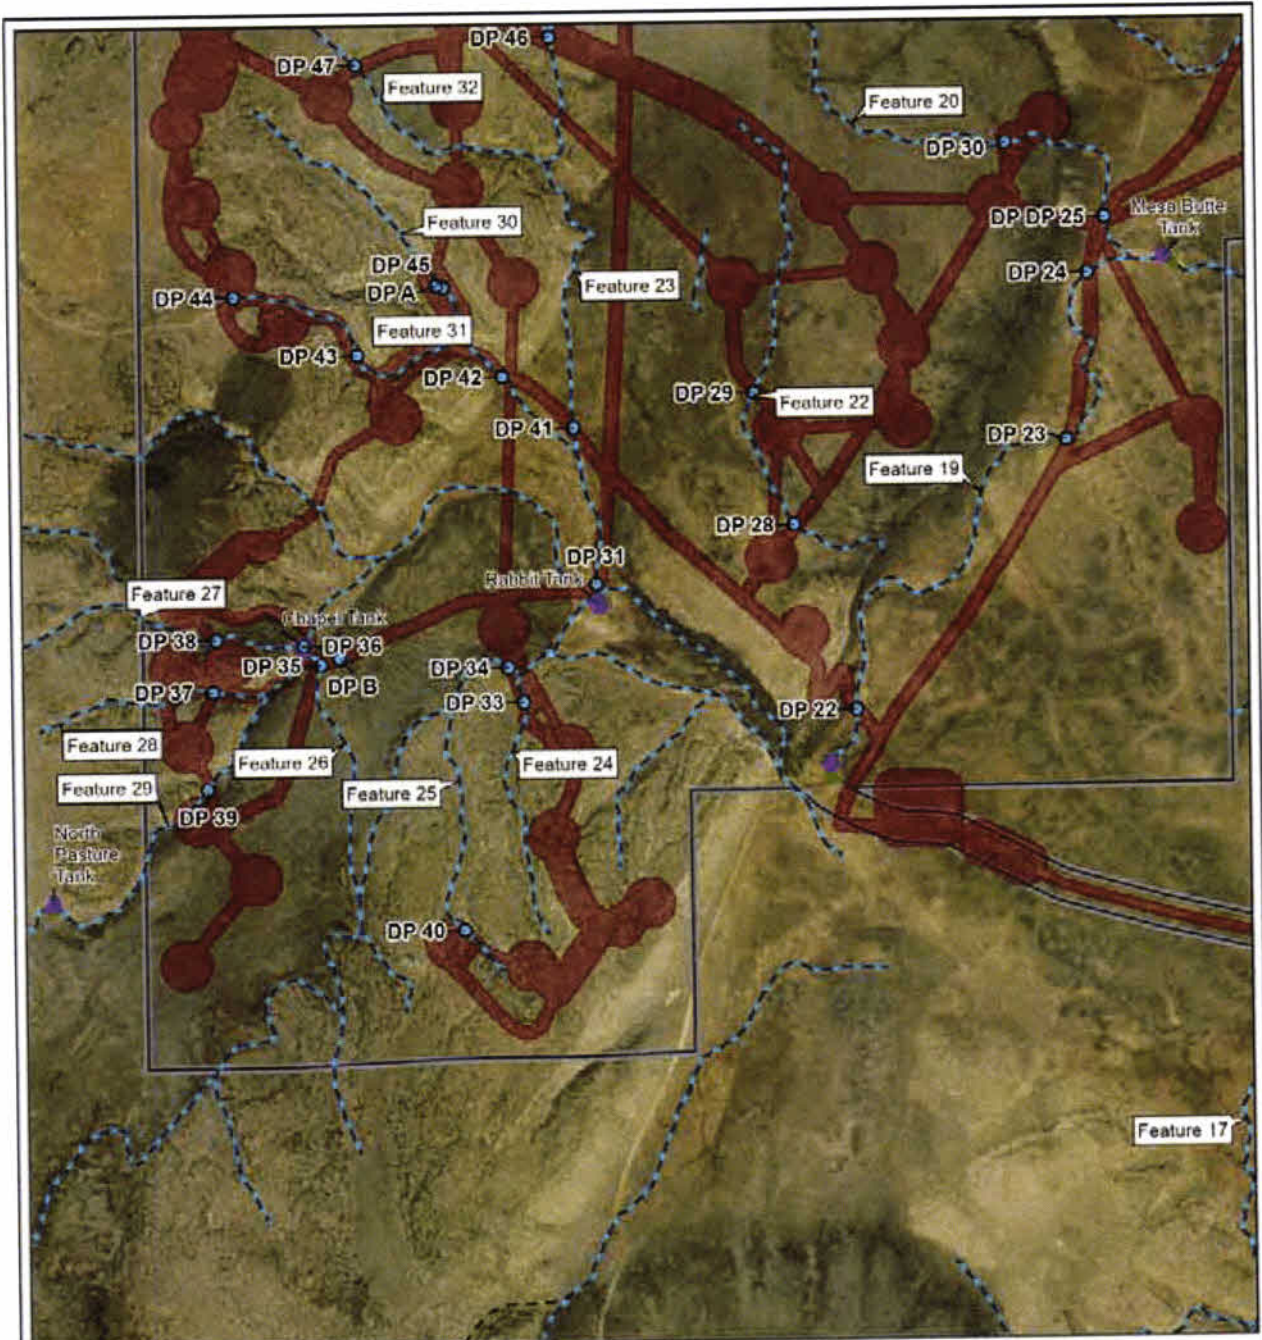 DP 46
DP 47
Feature 32
Feature 20
DP 30
Feature 30
DP DP 25
Mesa Butte
Tank
DP 45
DP A
DP 24
Feature 23
DP 44
Feature 31
DP 43
DP 42
DP 29
Feature 22
DP 41
DP 23
Feature 19
DP 28
DP 31
Rabbit Tank
Feature 27
Chapel Tank
DP 38
DP 36
DP 35
DP 34
DP B
DP 37
DP 33
DP 22
Feature 28
Feature 26
Feature 24
Feature 29
Feature 25
DP 39
North
Pasture
Tank
DP 40
Feature 17